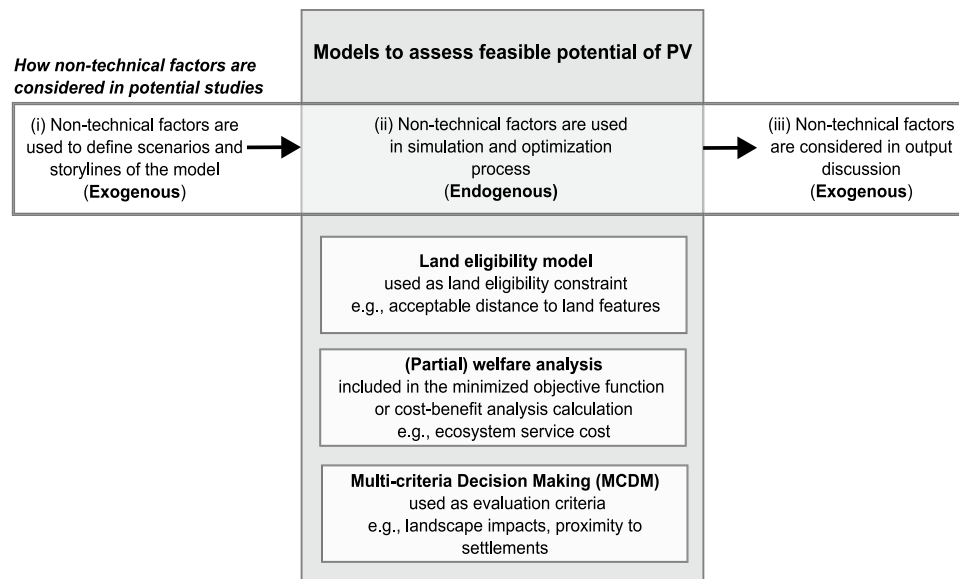 Models to assess feasible potential of PV
How non-technical factors are
considered in potential studies
(i) Non-technical factors are
used to define scenarios and
storylines of the model
(Exogenous)
(ii) Non-technical factors are used
in simulation and optimization
process
(Endogenous)
(iii) Non-technical factors
are considered in output
discussion
(Exogenous)
Land eligibility model
used as land eligibility constraint
e.g., acceptable distance to land features
(Partial) welfare analysis
included in the minimized objective function
or cost-benefit analysis calculation
e.g., ecosystem service cost
Multi-criteria Decision Making (MCDM)
used as evaluation criteria
e.g., landscape impacts, proximity to
settlements